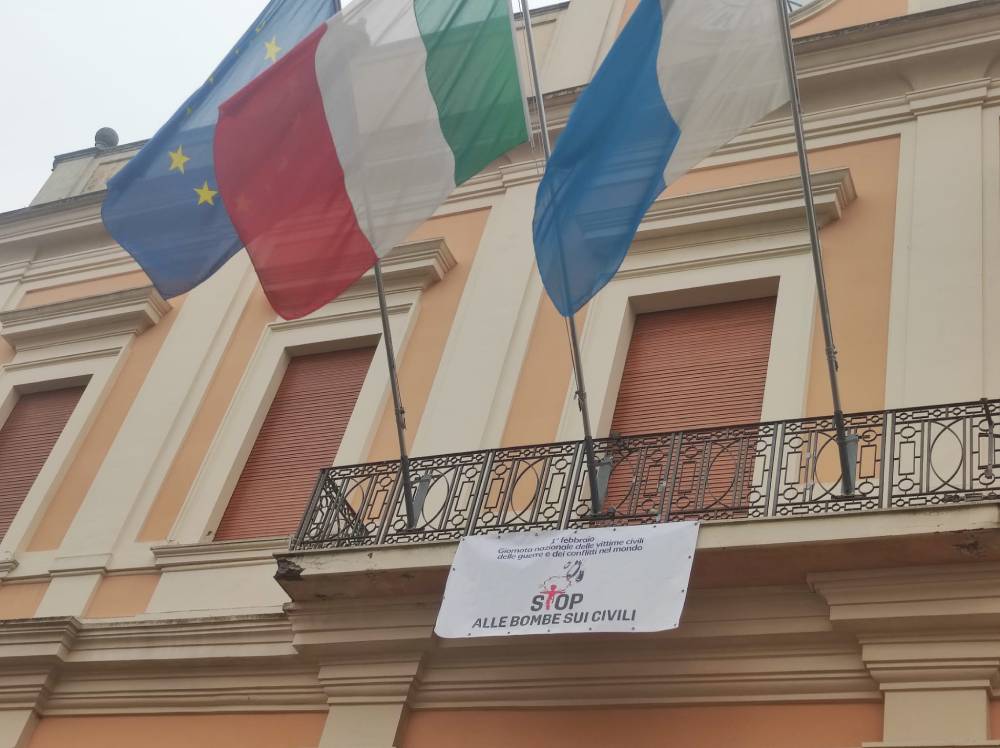 1° febbraio
Giornata nazionale delle vittime civili
delle guerre e dei conflitti nel mondo
STOP
ALLE BOMBE SUI CIVILI